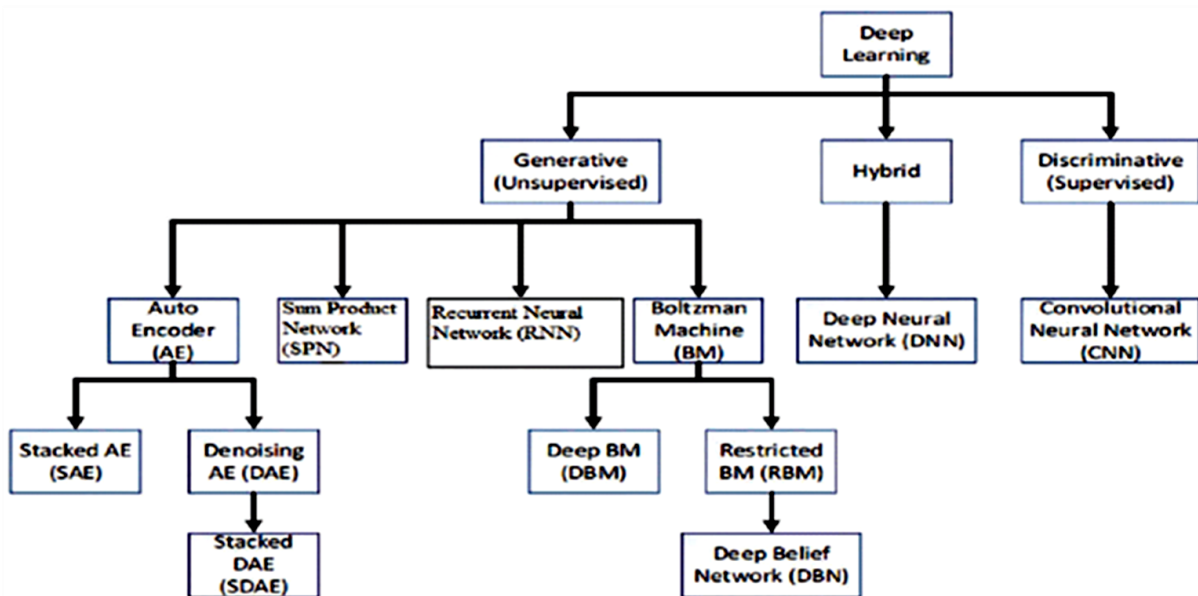 Deep
Learning
Generative
(Unsupervised)
Hybrid
Discriminative
(Supervised)
Auto
Encoder
(AE)
Sum Product
Network
(SPN)
Recurrent Neural
Network (RNN)
Boltzman
Machine
(BM)
Deep Neural
Network (DNN)
Convolutional
Neural Network
(CNN)
Stacked AE
(SAE)
Denoising
AE (DAE)
Deep BM
(DBM)
Restricted
BM (RBM)
Stacked
DAE
(SDAE)
Deep Belief
Network (DBN)